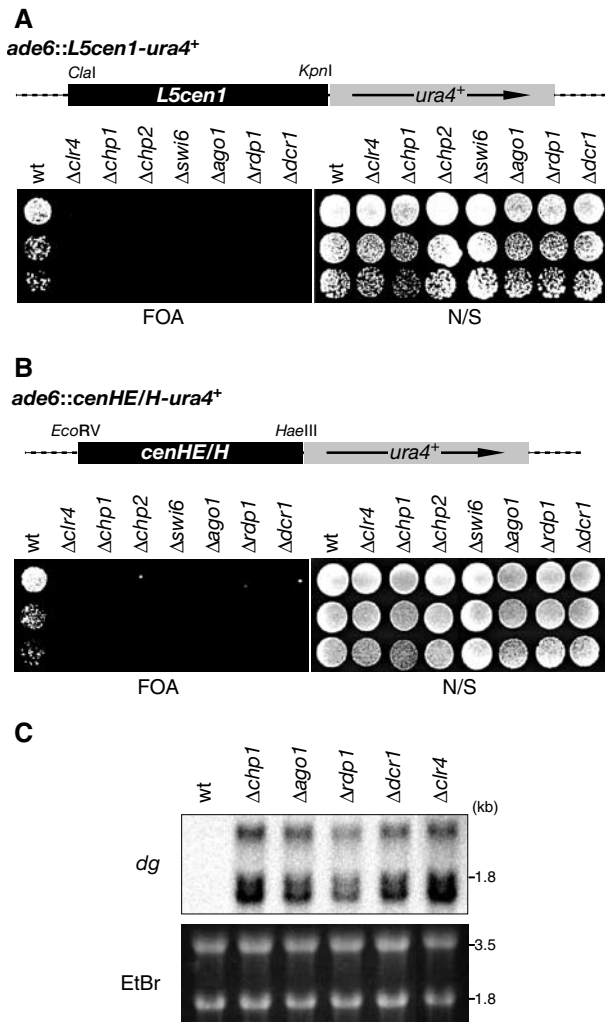 A
ade6::L5cen1-ura4+
ClaI KpnI
L5cen1 ura4+
wt Δclr4 Δchp1 Δchp2 Δswi6 Δago1 Δrdp1 Δdcr1 wt Δclr4 Δchp1 Δchp2 Δswi6 Δago1 Δrdp1 Δdcr1
FOA N/S
B
ade6::cenHE/H-ura4+
EcoRV HaeIII
cenHE/H ura4+
wt Δclr4 Δchp1 Δchp2 Δswi6 Δago1 Δrdp1 Δdcr1 wt Δclr4 Δchp1 Δchp2 Δswi6 Δago1 Δrdp1 Δdcr1
FOA N/S
C
wt Δchp1 Δago1 Δrdp1 Δdcr1 Δclr4
(kb)
dg
-1.8
-3.5
EtBr
-1.8